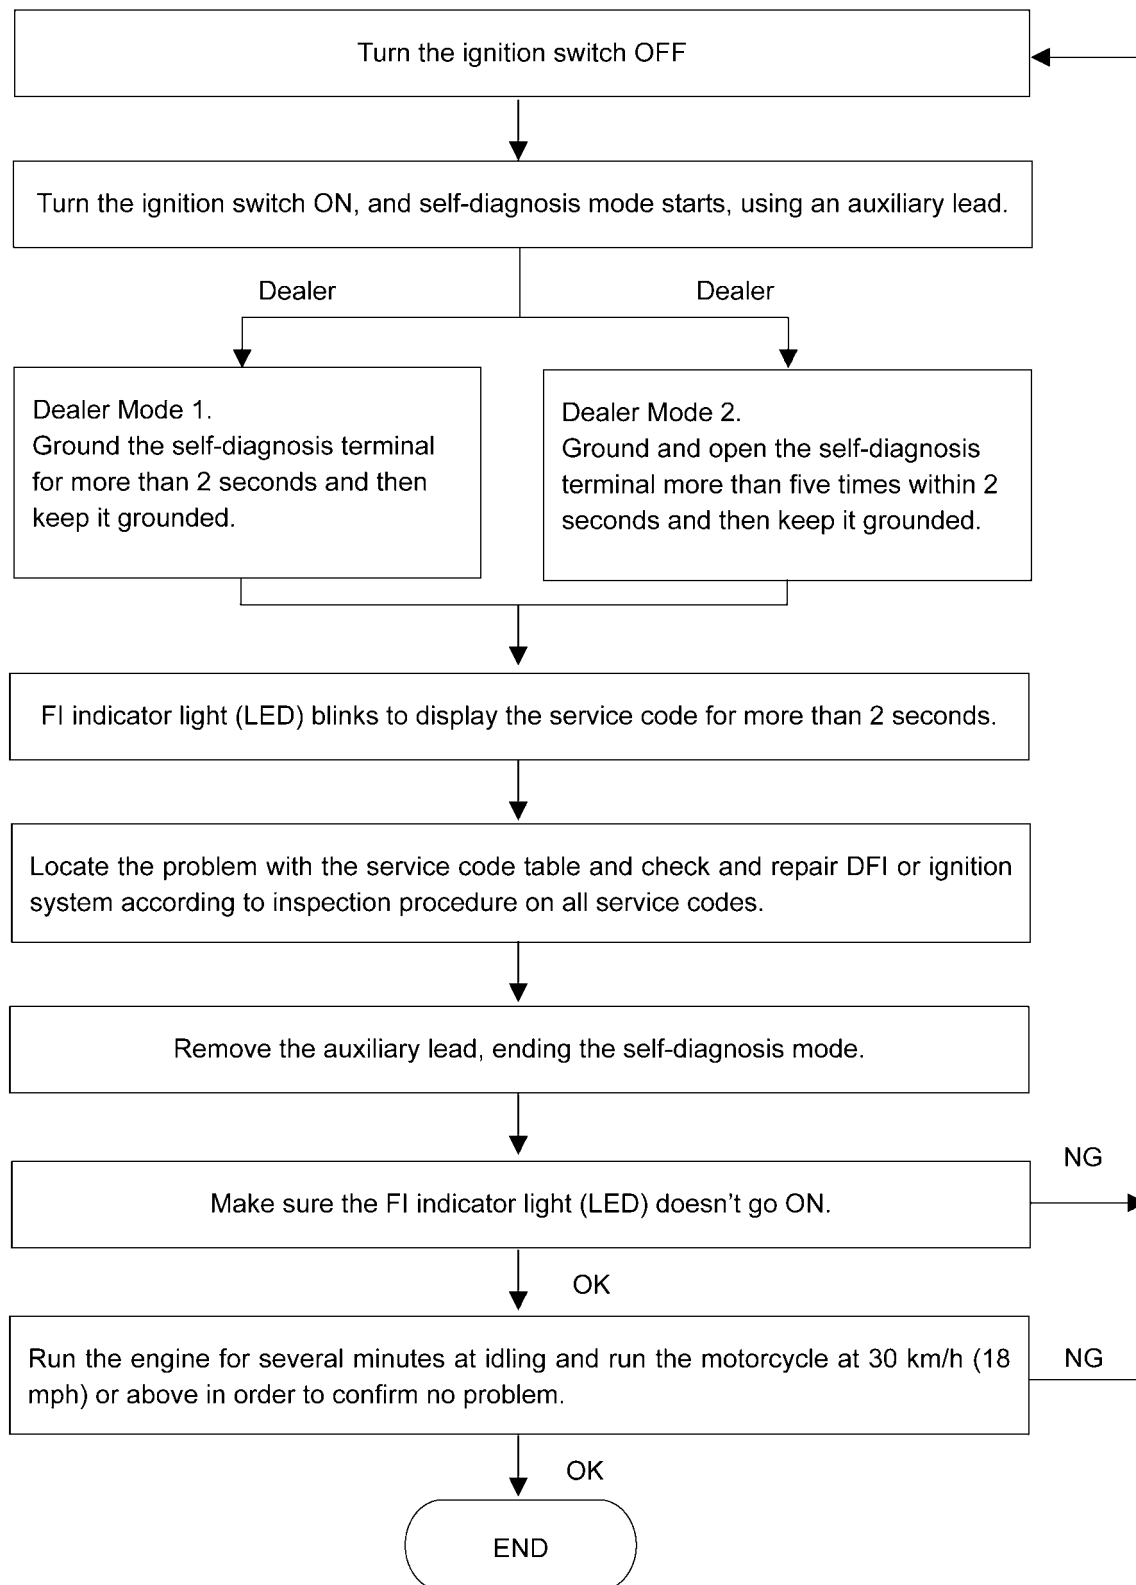 Turn the ignition switch OFF
Turn the ignition switch ON, and self-diagnosis mode starts, using an auxiliary lead.
Dealer
Dealer
Dealer Mode 1.
Ground the self-diagnosis terminal
for more than 2 seconds and then
keep it grounded.
Dealer Mode 2.
Ground and open the self-diagnosis
terminal more than five times within 2
seconds and then keep it grounded.
FI indicator light (LED) blinks to display the service code for more than 2 seconds.
Locate the problem with the service code table and check and repair DFI or ignition
system according to inspection procedure on all service codes.
Remove the auxiliary lead, ending the self-diagnosis mode.
NG
Make sure the FI indicator light (LED) doesn't go ON.
OK
Run the engine for several minutes at idling and run the motorcycle at 30 km/h (18
mph) or above in order to confirm no problem.
NG
OK
END